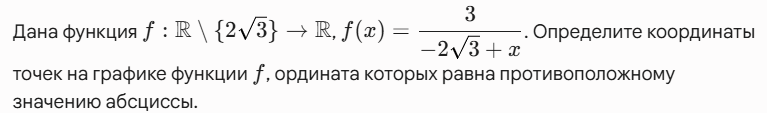 Дана функция $f : \mathbb{R} \setminus \{2\sqrt{3}\} \to \mathbb{R}, f(x) = \dfrac{3}{-2\sqrt{3} + x}$. Определите координаты
точек на графике функции $f$, ордината которых равна противоположному
значению абсциссы.